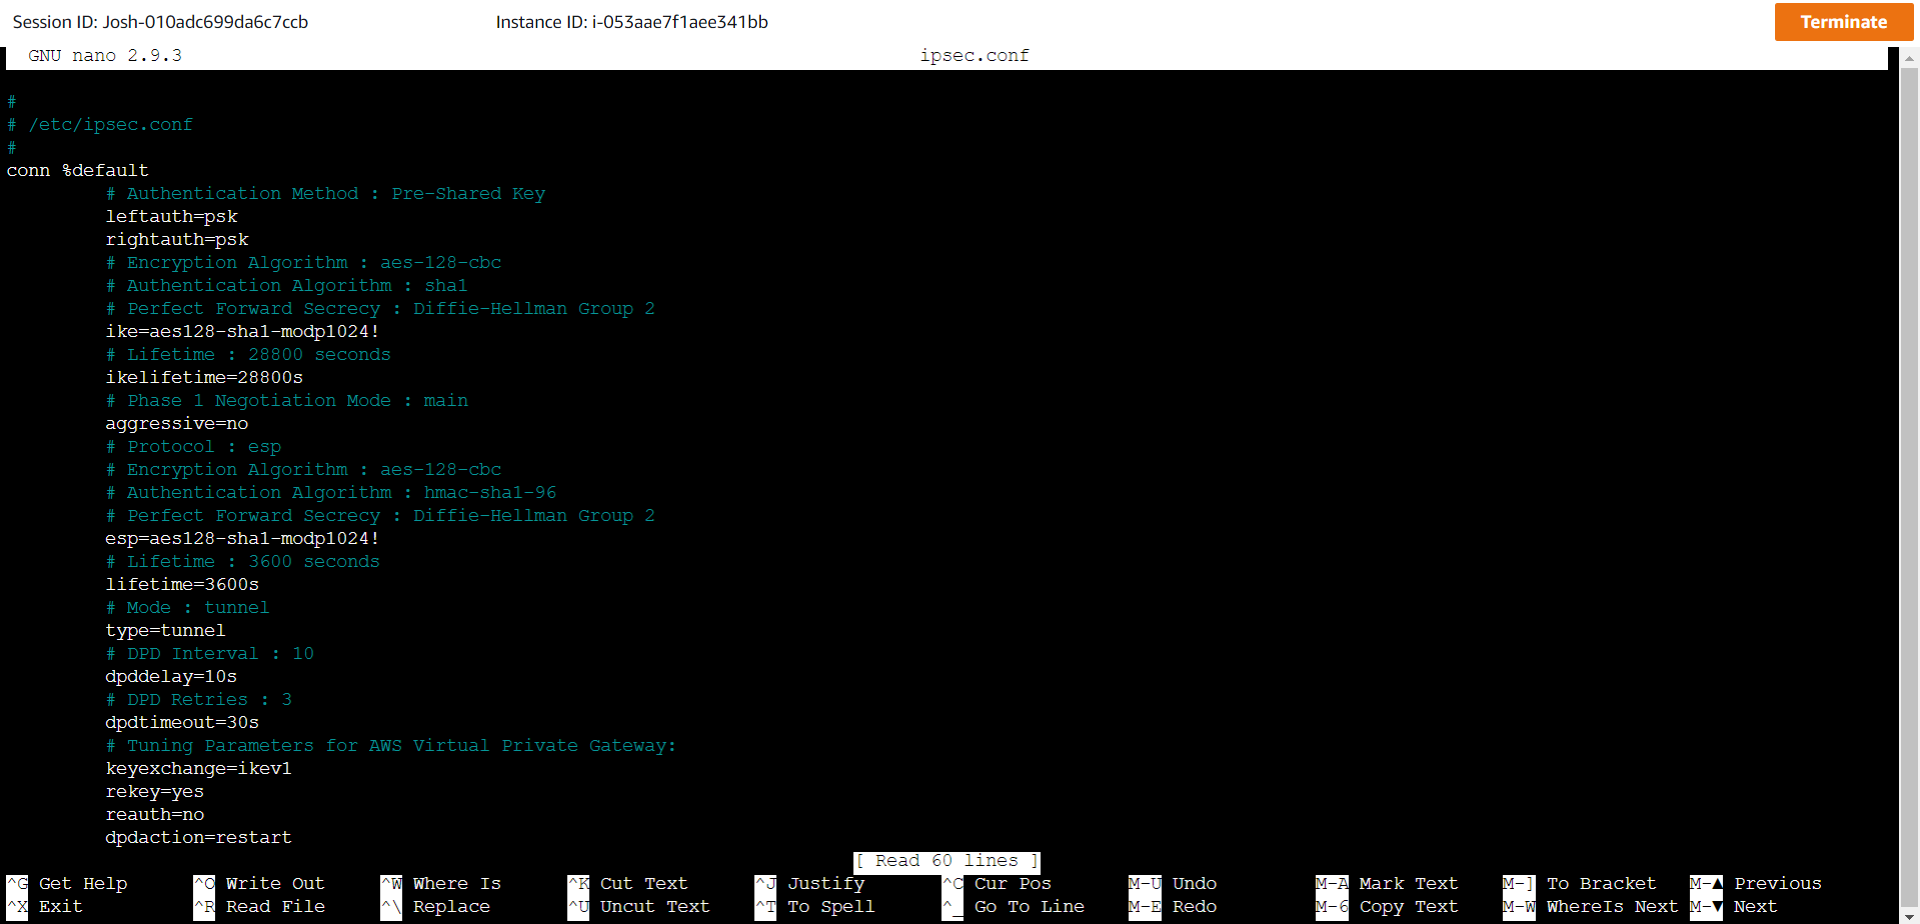 Session ID: Josh-010adc699da6c7ccb Instance ID: i-053aae7f1aee341bb Terminate
GNU nano 2.9.3 ipsec.conf
#
# /etc/ipsec.conf
#
conn %default
# Authentication Method : Pre-Shared Key
leftauth=psk
rightauth=psk
# Encryption Algorithm : aes-128-cbc
# Authentication Algorithm : sha1
# Perfect Forward Secrecy : Diffie-Hellman Group 2
ike=aes128-sha1-modp1024!
# Lifetime : 28800 seconds
ikelifetime=28800s
# Phase 1 Negotiation Mode : main
aggressive=no
# Protocol : esp
# Encryption Algorithm : aes-128-cbc
# Authentication Algorithm : hmac-sha1-96
# Perfect Forward Secrecy : Diffie-Hellman Group 2
esp=aes128-sha1-modp1024!
# Lifetime : 3600 seconds
lifetime=3600s
# Mode : tunnel
type=tunnel
# DPD Interval : 10
dpddelay=10s
# DPD Retries : 3
dpdtimeout=30s
# Tuning Parameters for AWS Virtual Private Gateway:
keyexchange=ikev1
rekey=yes
reauth=no
dpdaction=restart
[ Read 60 lines ]
^G Get Help ^O Write Out ^W Where Is ^K Cut Text ^J Justify ^C Cur Pos M-U Undo M-A Mark Text M-] To Bracket M-▲ Previous
^X Exit ^R Read File ^\ Replace ^U Uncut Text ^T To Spell ^_ Go To Line M-E Redo M-6 Copy Text M-W WhereIs Next M-▼ Next